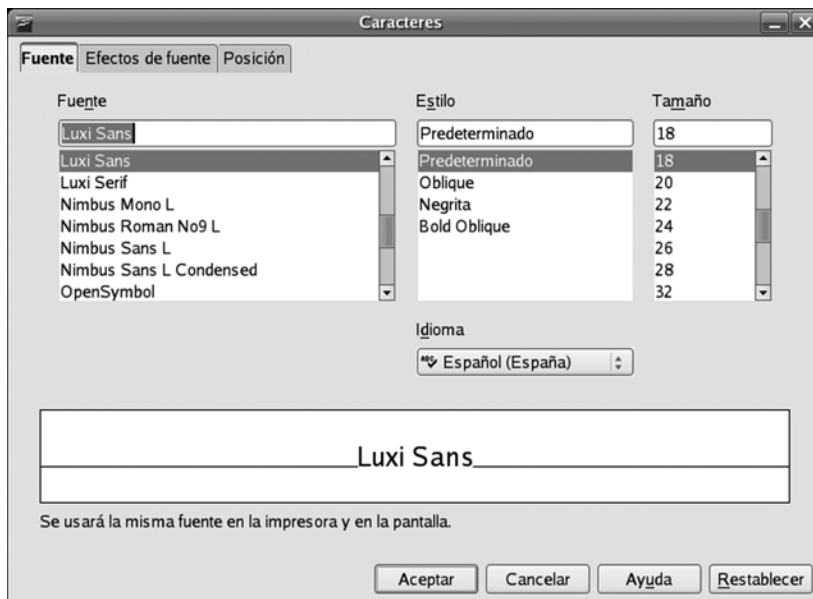 Caracteres
Fuente Efectos de fuente Posición
Fuente
Luxi Sans
Luxi Sans
Luxi Serif
Nimbus Mono L
Nimbus Roman No9 L
Nimbus Sans L
Nimbus Sans L Condensed
OpenSymbol
Estilo
Predeterminado
Predeterminado
Oblique
Negrita
Bold Oblique
Tamaño
18
18
20
22
24
26
28
32
Idioma
ABC Español (España)
Luxi Sans
Se usará la misma fuente en la impresora y en la pantalla.
Aceptar Cancelar Ayuda Restablecer